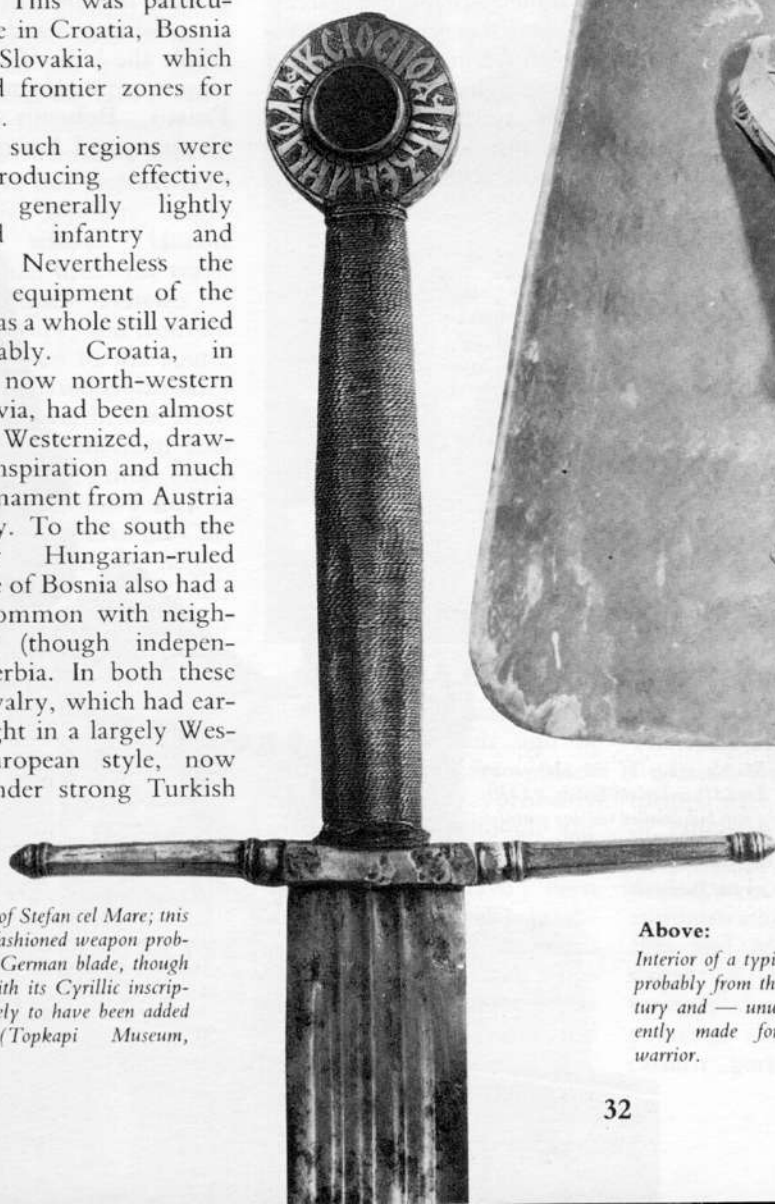 This was particu-
e in Croatia, Bosnia
Slovakia, which
d frontier zones for
.
such regions were
roducing effective,
generally lightly
d infantry and
Nevertheless the
equipment of the
as a whole still varied
ably. Croatia, in
now north-western
via, had been almost
Westernized, draw-
nspiration and much
nament from Austria
y. To the south the
Hungarian-ruled
e of Bosnia also had a
ommon with neigh-
(though indepen-
erbia. In both these
valry, which had ear-
ght in a largely Wes-
uropean style, now
nder strong Turkish
of Stefan cel Mare; this
ashioned weapon prob-
German blade, though
ith its Cyrillic inscrip-
ely to have been added
(Topkapi Museum,
Above:
Interior of a typi
probably from th
tury and — unu
ently made for
warrior.
32